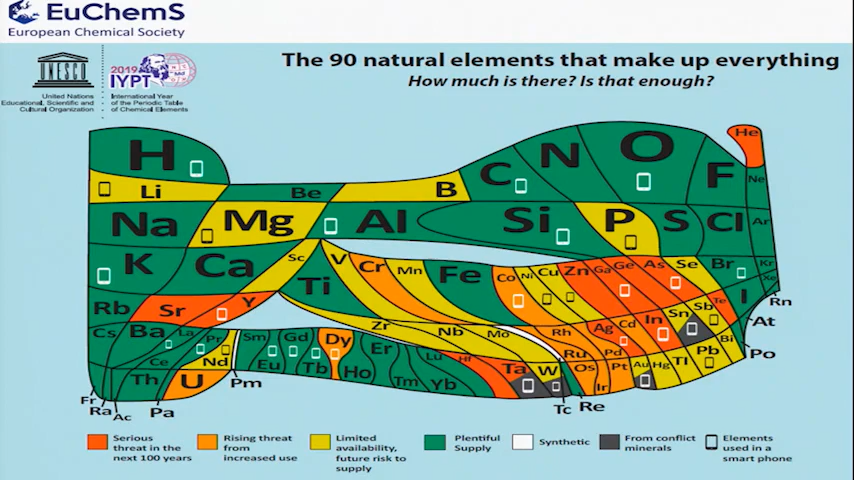 EuChemS
European Chemical Society
The 90 natural elements that make up everything
How much is there? Is that enough?
UNESCO
United Nations
Educational, Scientific and
Cultural Organization
2019
IYPT
International Year
of the Periodic Table
of Chemical Elements
H He
Li Be B C N O F Ne
Na Mg Al Si P S Cl Ar
K Ca Sc Ti V Cr Mn Fe Co Ni Cu Zn Ga Ge As Se Br Kr
Rb Sr Y Zr Nb Mo Rh Ag Cd In Sn Sb Te I Xe Rn
Cs Ba La Pr Sm Gd Dy Er Lu Hf Ta W Ru Pd Os Pt Au Hg Tl Pb Bi At Po
Ce Nd Eu Tb Ho Tm Yb Ir
Th U Pm
Fr Ra Ac Pa Tc Re
Serious
threat in the
next 100 years
Rising threat
from
increased use
Limited
availability,
future risk to
supply
Plentiful
Supply
Synthetic
From conflict
minerals
Elements
used in a
smart phone